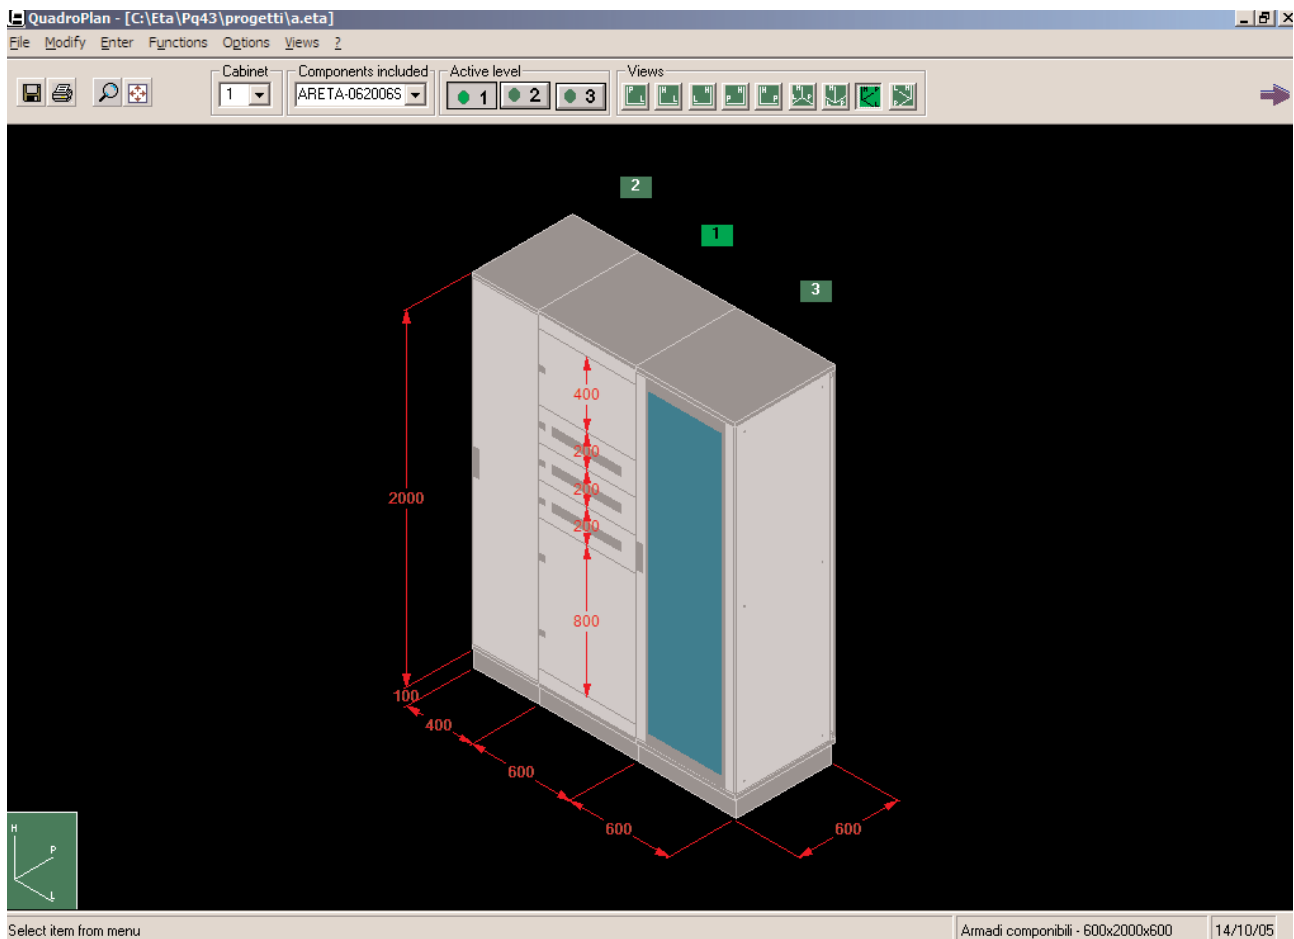 QuadroPlan - [C:\Eta\Pq43\progetti\a.eta]
File Modify Enter Functions Options Views ?
Cabinet Components included Active level Views
1 ARETA-062006S 1 2 3
2
1
3
400
200
200
200
2000
800
100
400
600
600
600
H
P
L
Select item from menu
Armadi componibili - 600x2000x600 14/10/05